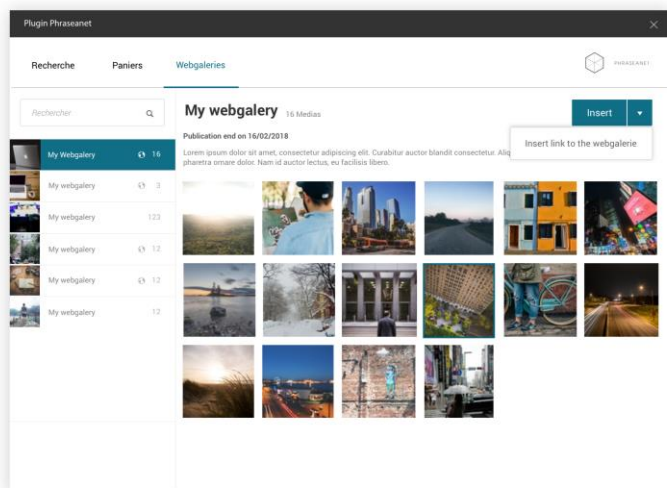 Plugin Phraseanet
Recherche Paniers Webgaleries
PHRASEANET
Rechercher
My webgalery 16 Medias
Insert
Publication end on 16/02/2018
Insert link to the webgalerie
Lorem ipsum dolor sit amet, consectetur adipiscing elit. Curabitur auctor blandit consectetur.
pharetra ornare dolor. Nam id auctor lectus, eu facilisis libero.
My Webgalery 16
My webgalery 3
My webgalery 123
My webgalery 12
My webgalery 12
My webgalery 12